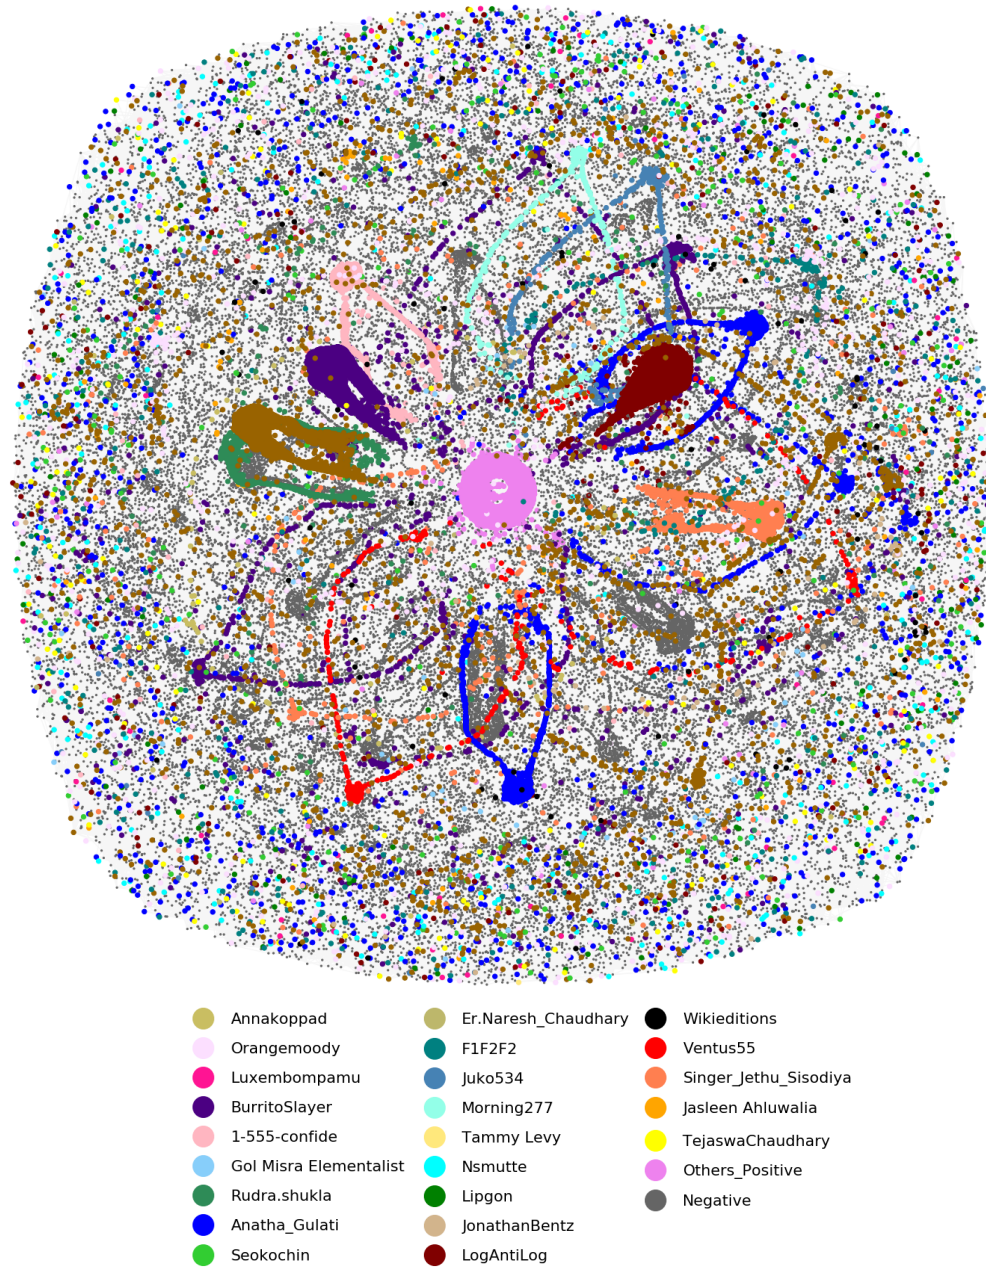 Annakoppad
Orangemoody
Luxembompamu
BurritoSlayer
1-555-confide
Gol Misra Elementalist
Rudra.shukla
Anatha_Gulati
Seokochin
Er.Naresh_Chaudhary
F1F2F2
Juko534
Morning277
Tammy Levy
Nsmutte
Lipgon
JonathanBentz
LogAntiLog
Wikieditions
Ventus55
Singer_Jethu_Sisodiya
Jasleen Ahluwalia
TejaswaChaudhary
Others_Positive
Negative